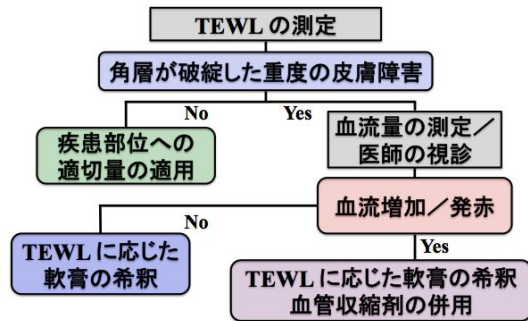 TEWL の測定
角層が破綻した重度の皮膚障害
No
Yes
疾患部位への
適切量の適用
血流量の測定／
医師の視診
血流増加／発赤
No
Yes
TEWL に応じた
軟膏の希釈
TEWL に応じた軟膏の希釈
血管収縮剤の併用